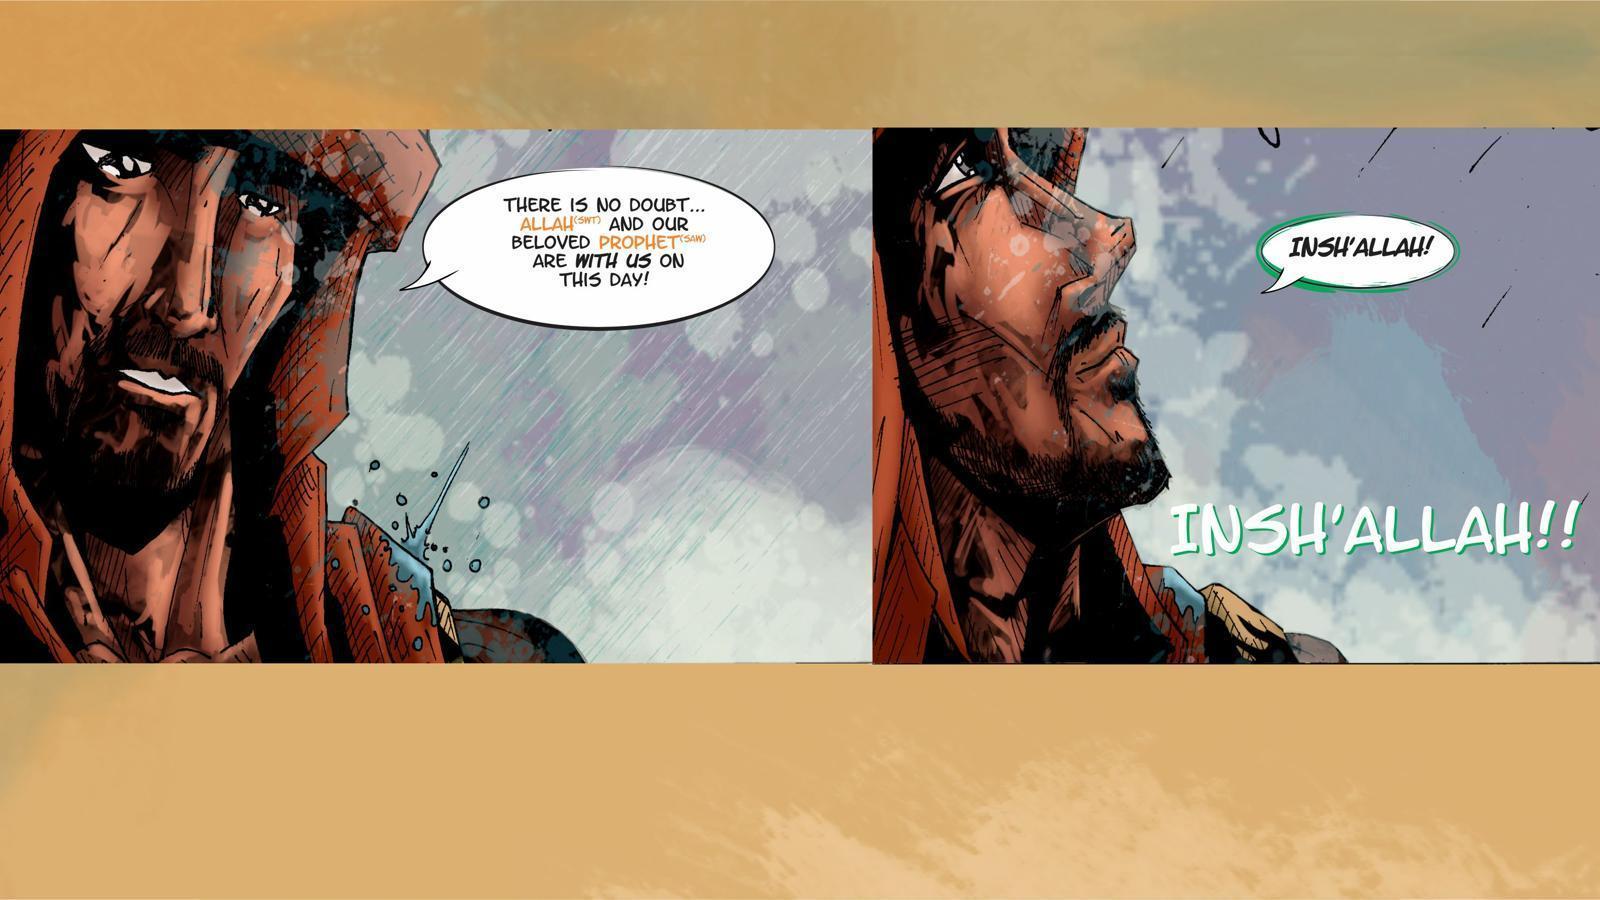 THERE IS NO DOUBT...
ALLAH(SWT) AND OUR
BELOVED PROPHET(SAW)
ARE WITH US ON
THIS DAY!
INSH'ALLAH!
INSH'ALLAH!!